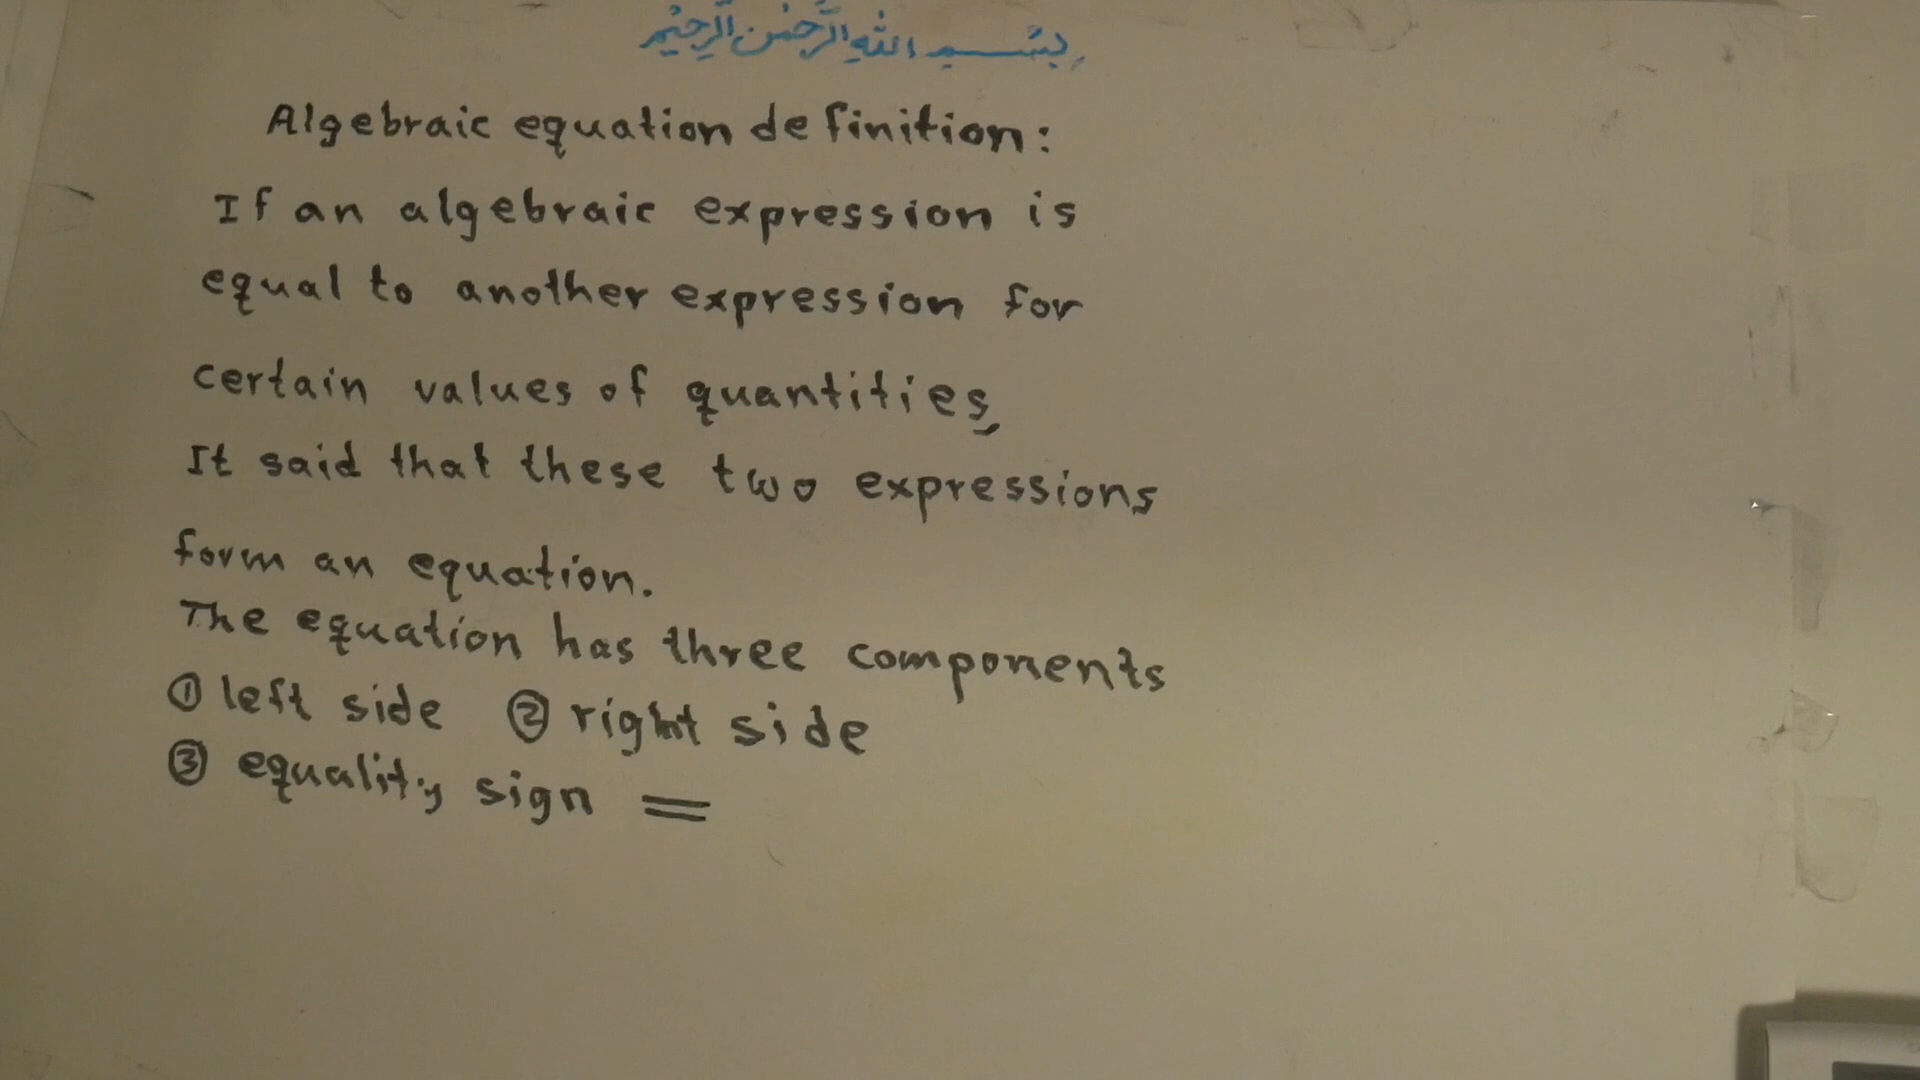 بِسْمِ اللهِ الرَّحْمٰنِ الرَّحِيْمِ
Algebraic equation definition:
If an algebraic expression is
equal to another expression for
certain values of quantities,
It said that these two expressions
form an equation.
The equation has three components
① left side ② right side
③ equality sign =